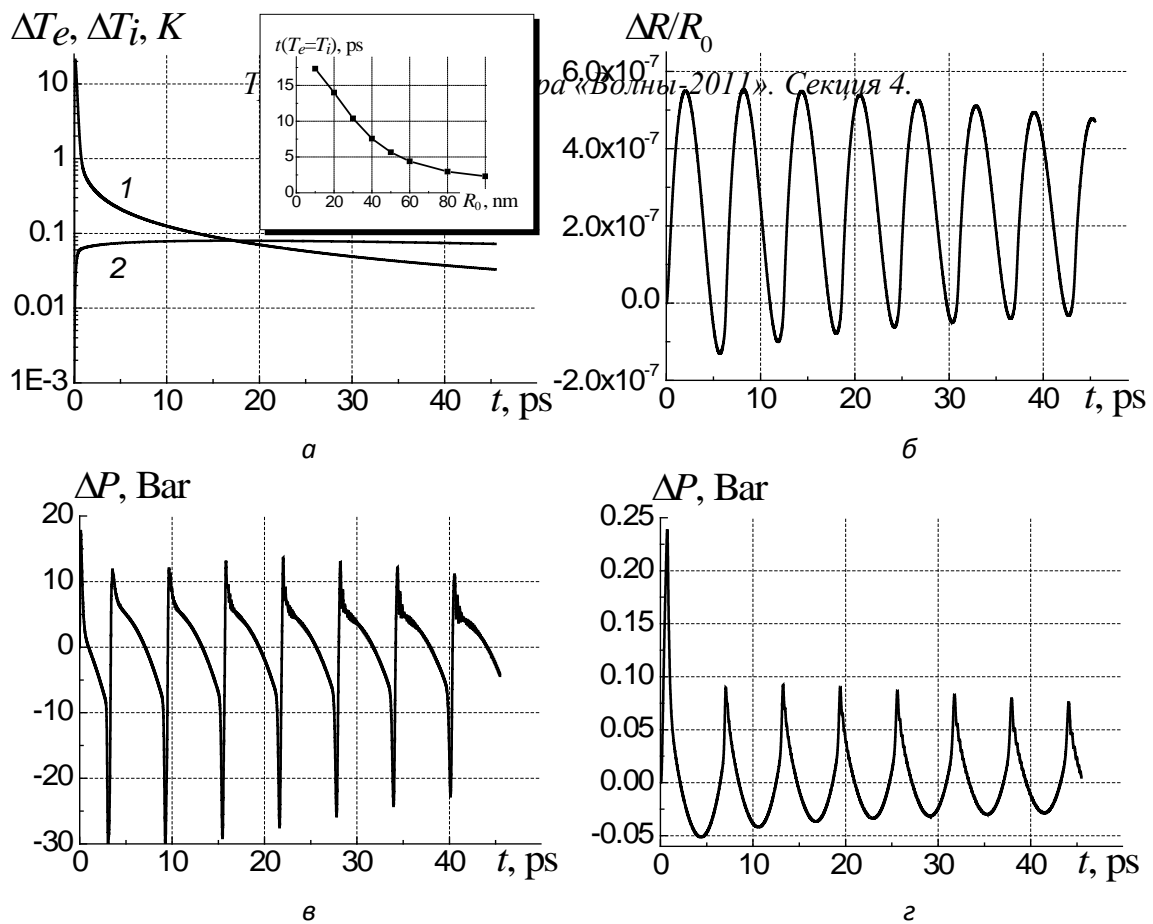 ΔTe, ΔTi, K
10
1
0.1
0.01
1E-3
0 10 20 30 40 t, ps
1
2
t(Te=Ti), ps
15
10
5
0
20 40 60 80 R0, nm
ра «Волны-2011». Секция 4.
а
ΔR/R0
6.0x10-7
4.0x10-7
2.0x10-7
0.0
-2.0x10-7
0 10 20 30 40 t, ps
б
ΔP, Bar
20
10
0
-10
-20
-30
0 10 20 30 40 t, ps
в
ΔP, Bar
0.25
0.20
0.15
0.10
0.05
0.00
-0.05
0 10 20 30 40 t, ps
г